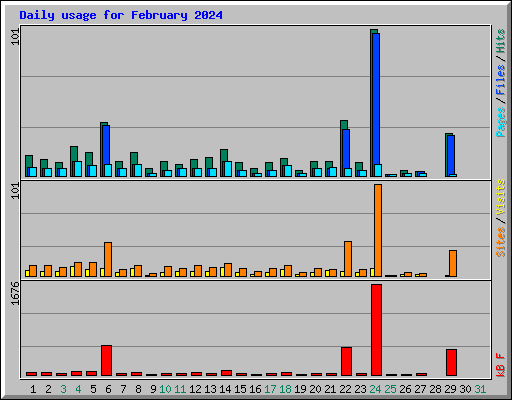 Daily usage for February 2024
101
Pages / Files / Hits
101
Sites / Visits
1676
kB F
1 2 3 4 5 6 7 8 9 10 11 12 13 14 15 16 17 18 19 20 21 22 23 24 25 26 27 28 29 30 31